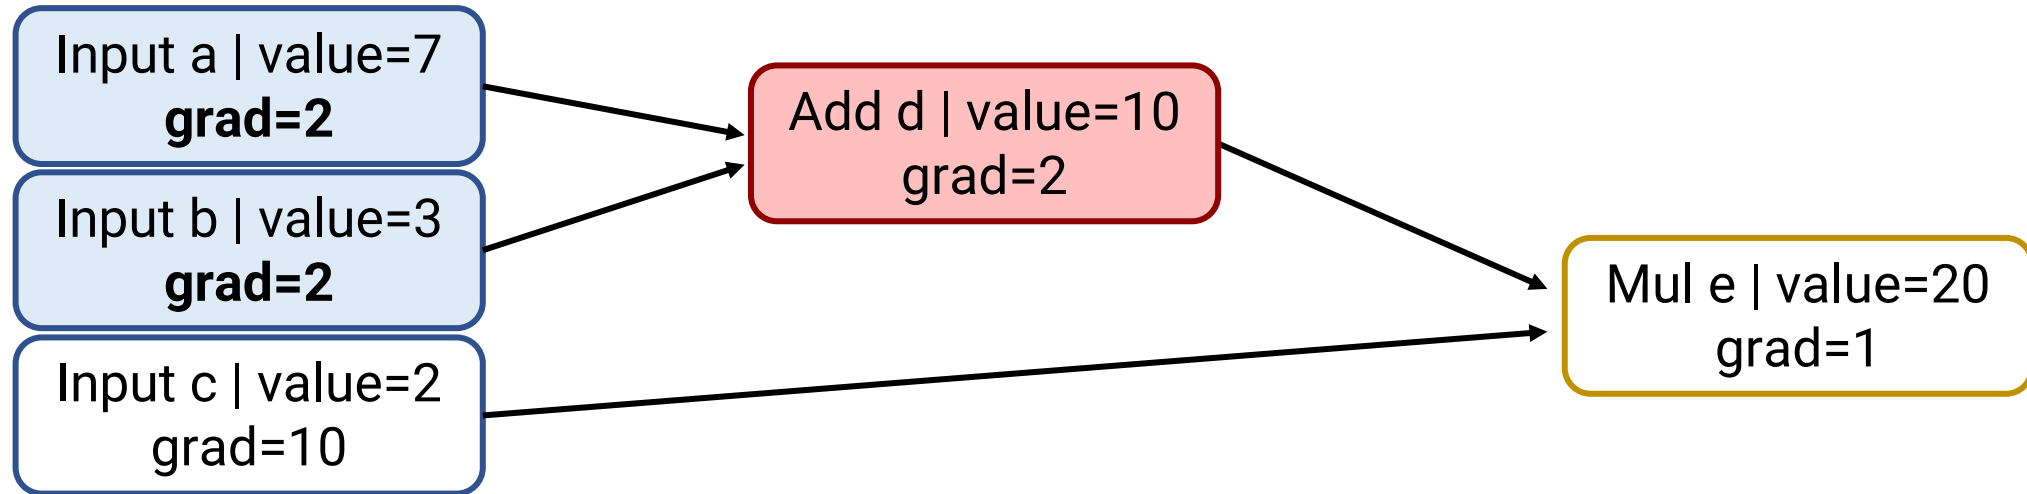 Input a | value=7
grad=2
Input b | value=3
grad=2
Input c | value=2
grad=10
Add d | value=10
grad=2
Mul e | value=20
grad=1